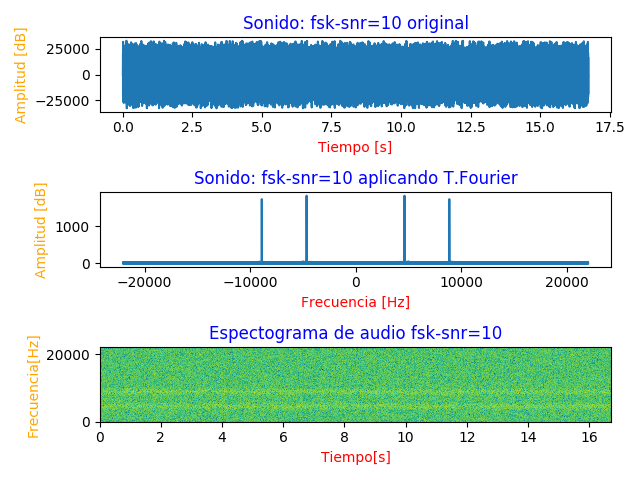 Sonido: fsk-snr=10 original
Amplitud [dB]
25000
0
−25000
0.0 2.5 5.0 7.5 10.0 12.5 15.0 17.5
Tiempo [s]
Sonido: fsk-snr=10 aplicando T.Fourier
Amplitud [dB]
1000
0
−20000 −10000 0 10000 20000
Frecuencia [Hz]
Espectograma de audio fsk-snr=10
Frecuencia[Hz]
20000
0
0 2 4 6 8 10 12 14 16
Tiempo[s]